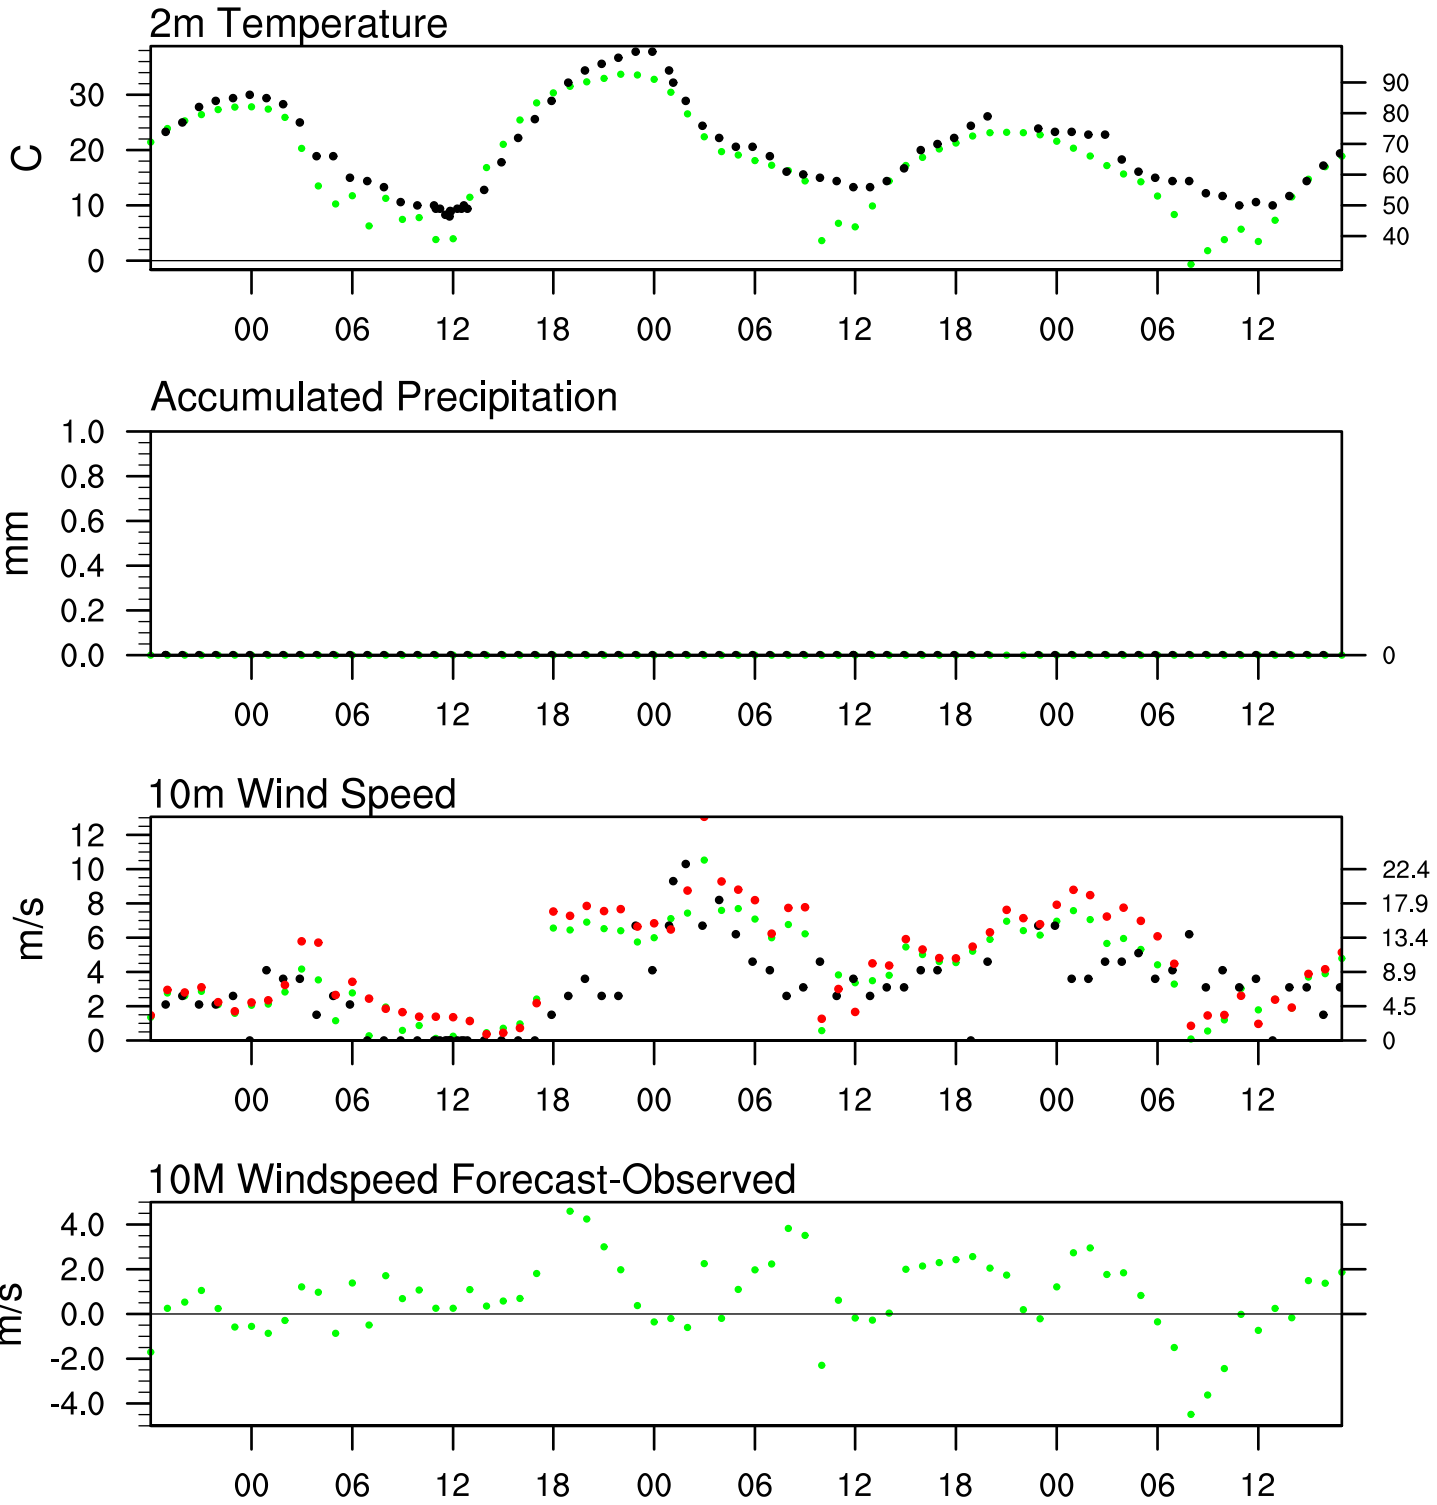 2m Temperature
30
20
10
0
C
90
80
70
60
50
40
00 06 12 18 00 06 12 18 00 06 12
Accumulated Precipitation
1.0
0.8
0.6
0.4
0.2
0.0
mm
0
00 06 12 18 00 06 12 18 00 06 12
10m Wind Speed
12
10
8
6
4
2
0
m/s
22.4
17.9
13.4
8.9
4.5
0
00 06 12 18 00 06 12 18 00 06 12
10M Windspeed Forecast-Observed
4.0
2.0
0.0
-2.0
-4.0
m/s
00 06 12 18 00 06 12 18 00 06 12